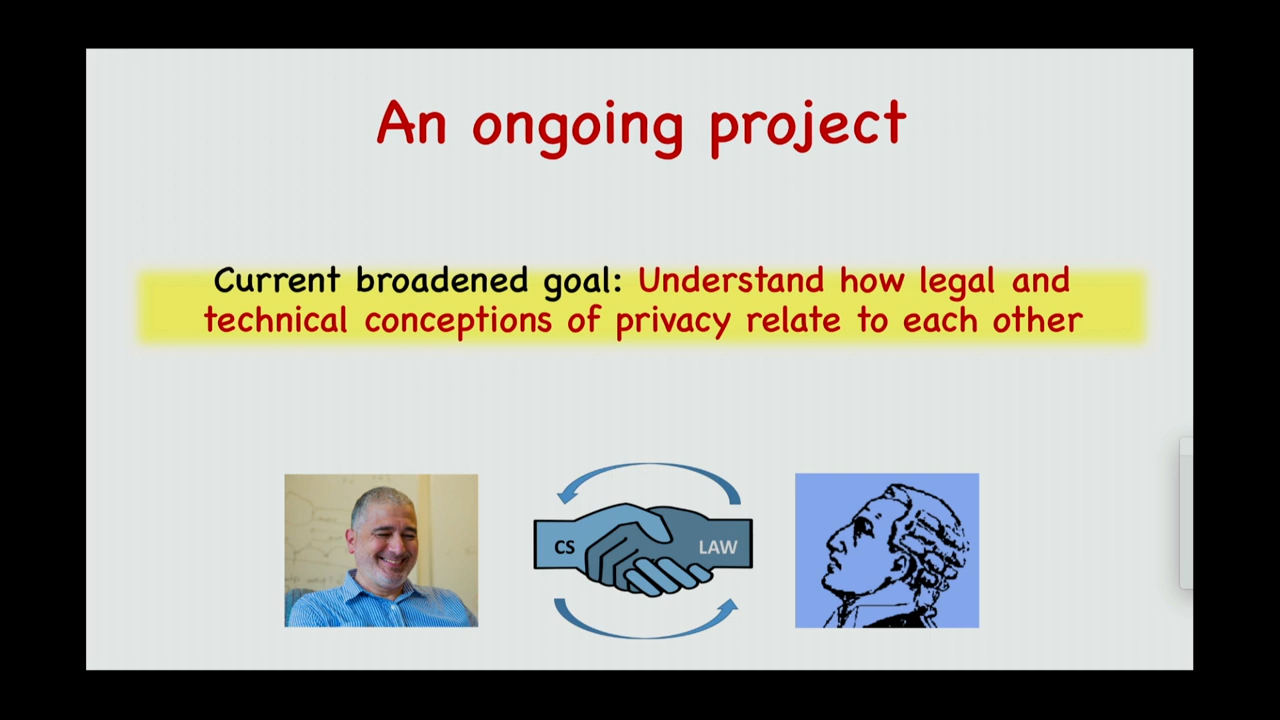 An ongoing project
Current broadened goal: Understand how legal and
technical conceptions of privacy relate to each other
CS
LAW